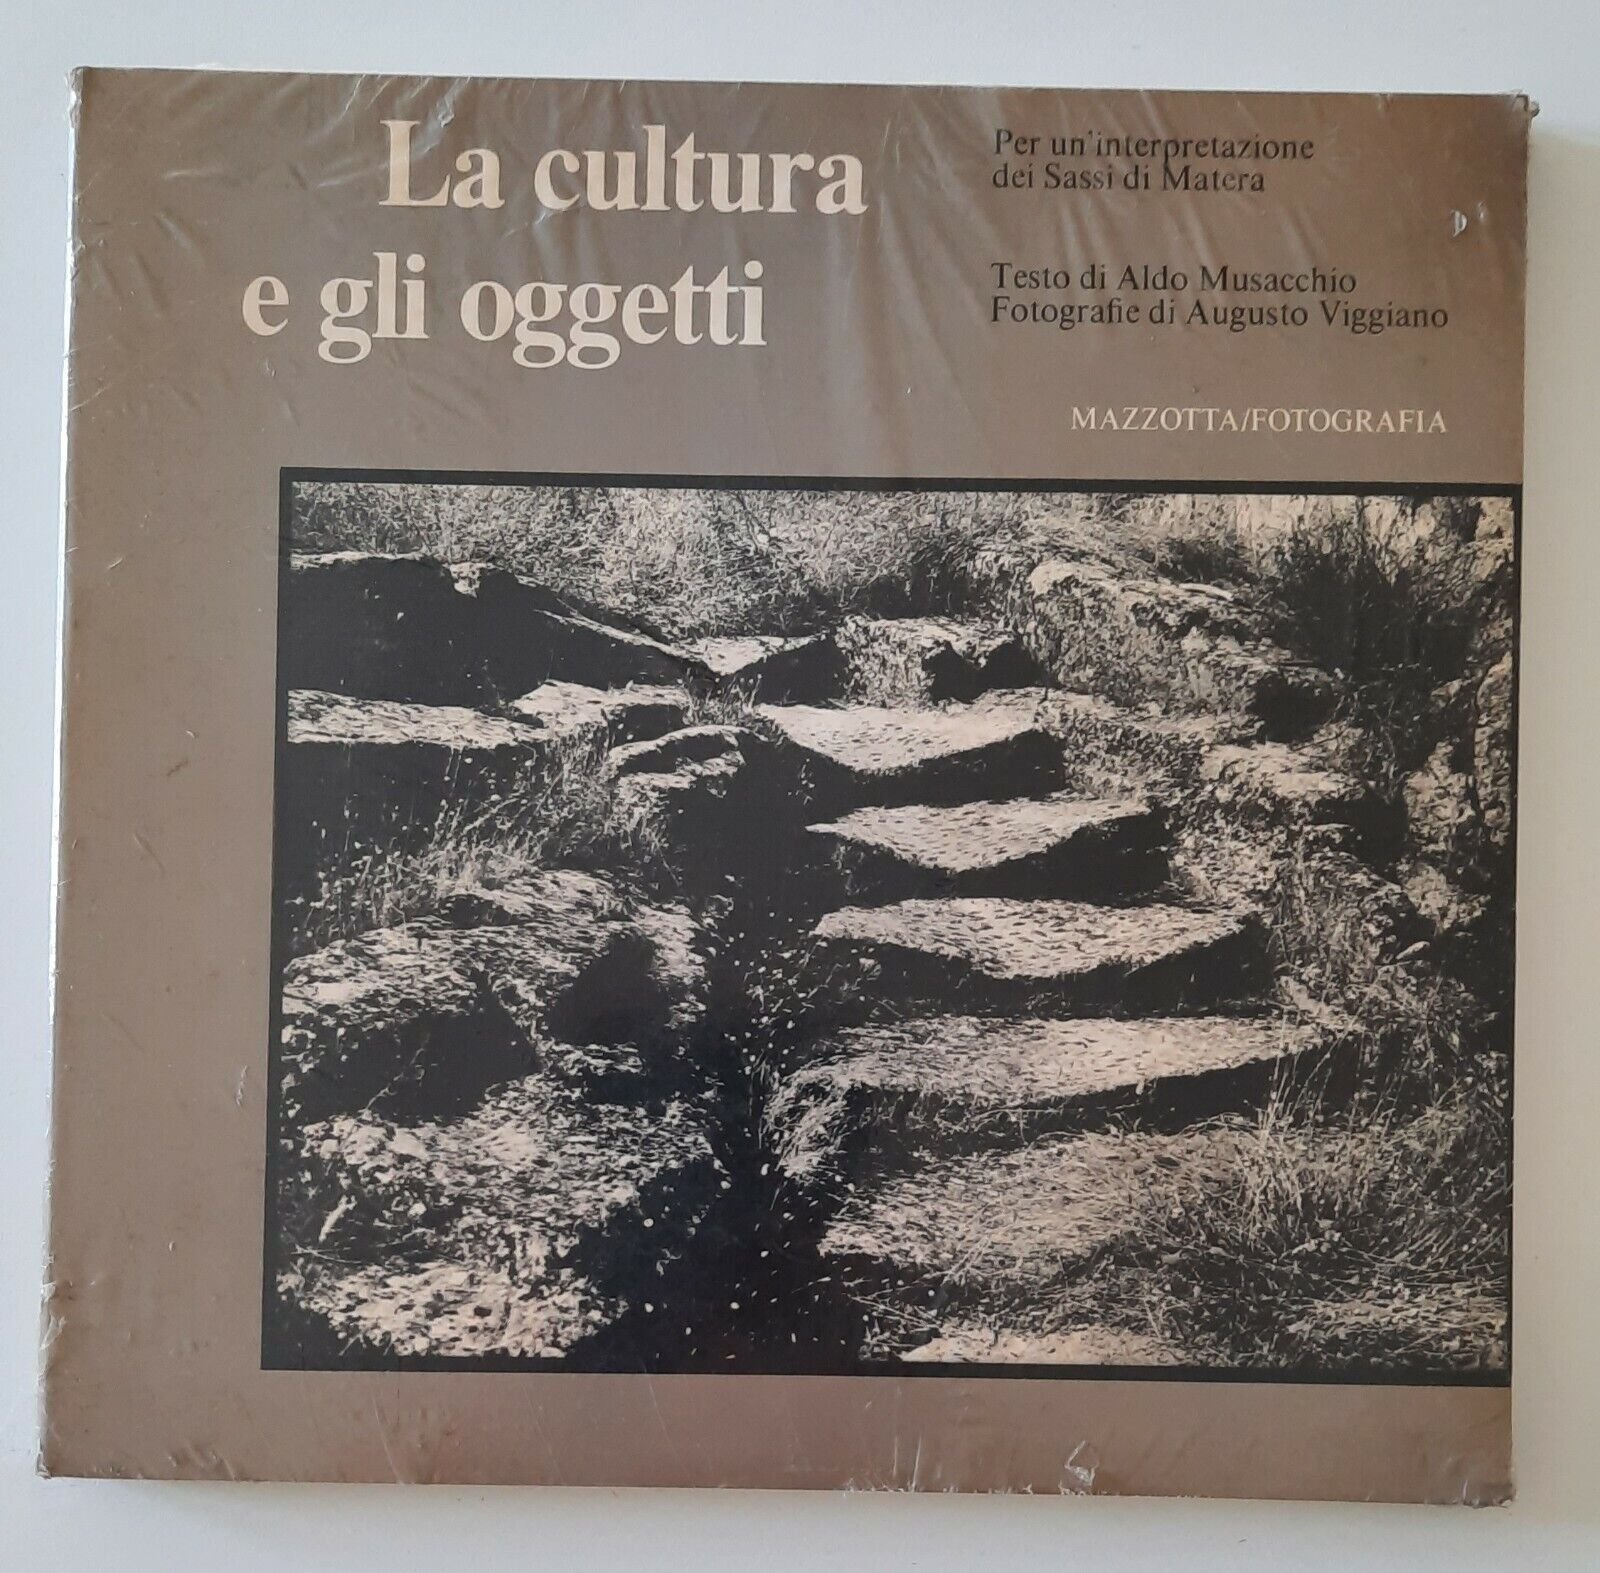 La cultura
e gli oggetti
Per un'interpretazione
dei Sassi di Matera
Testo di Aldo Musacchio
Fotografie di Augusto Viggiano
MAZZOTTA/FOTOGRAFIA